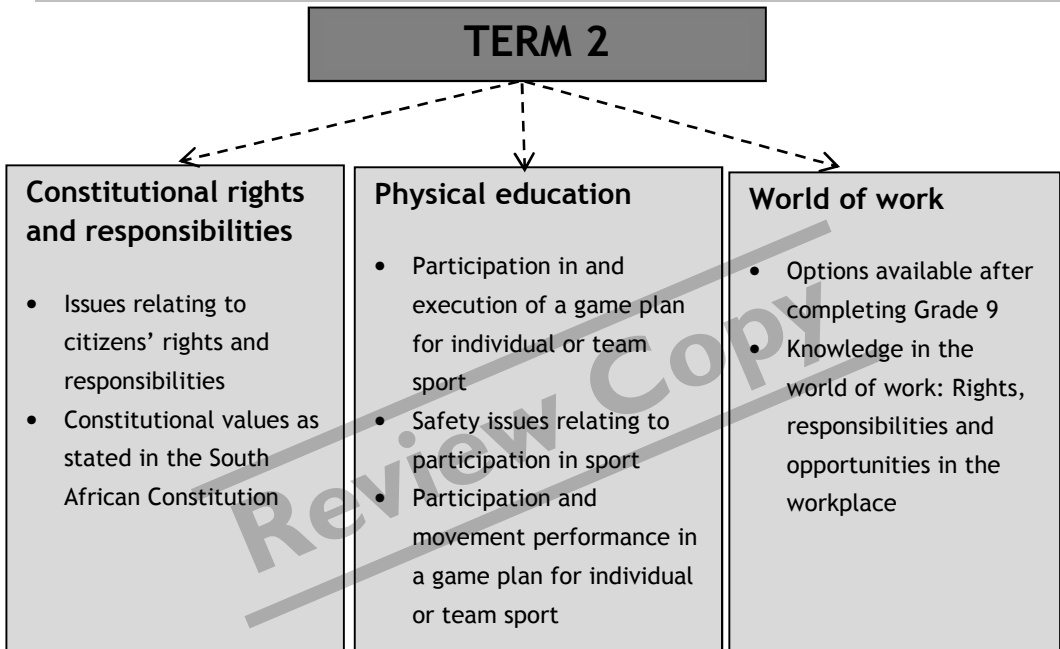 TERM 2
Constitutional rights
and responsibilities
• Issues relating to
citizens’ rights and
responsibilities
• Constitutional values as
stated in the South
African Constitution
Physical education
• Participation in and
execution of a game plan
for individual or team
sport
• Safety issues relating to
participation in sport
• Participation and
movement performance in
a game plan for individual
or team sport
World of work
• Options available after
completing Grade 9
• Knowledge in the
world of work: Rights,
responsibilities and
opportunities in the
workplace
Review Copy